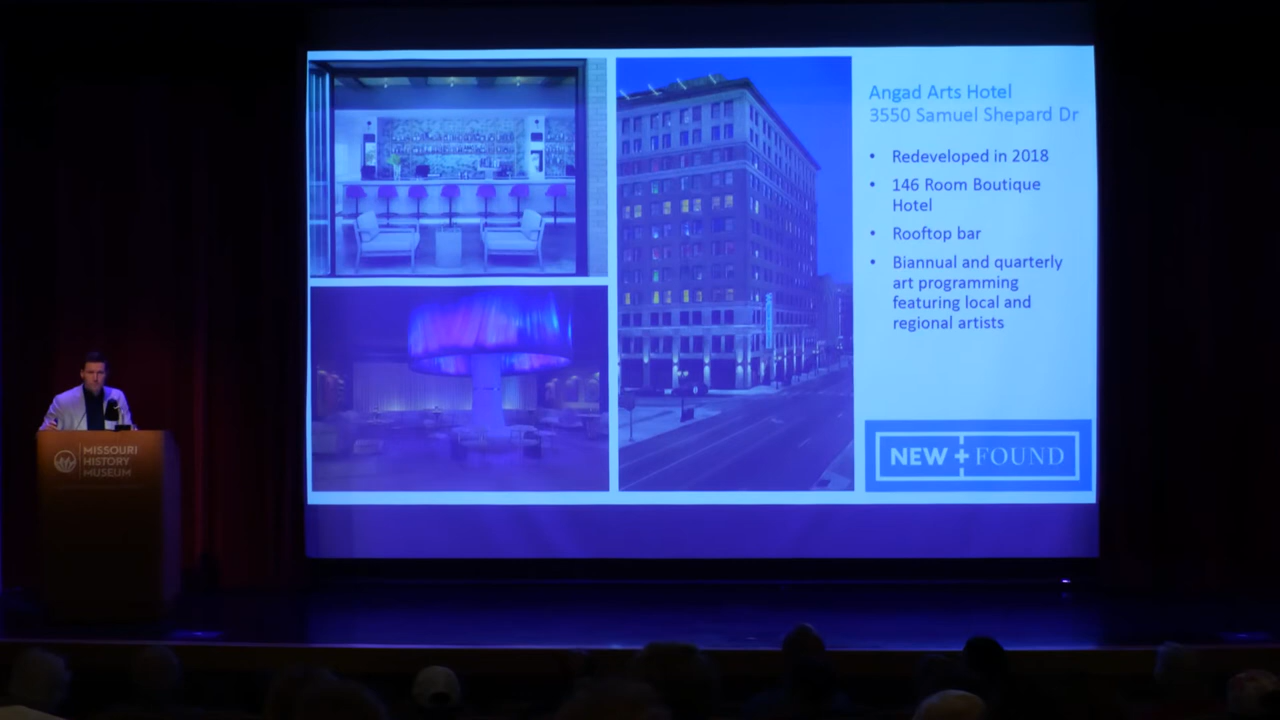 Angad Arts Hotel
3550 Samuel Shepard Dr
• Redeveloped in 2018
• 146 Room Boutique
Hotel
• Rooftop bar
• Biannual and quarterly
art programming
featuring local and
regional artists
NEW + FOUND
MISSOURI
HISTORY
MUSEUM